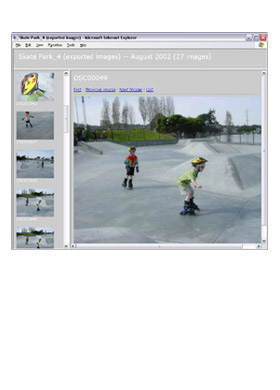 Skate Park_4 (exported images) - Microsoft Internet Explorer
File Edit View Favorites Tools Help
Skate Park_4 (exported images) -- August 2002 (27 images)
DSC00049
First | Previous Image | Next Image | Last